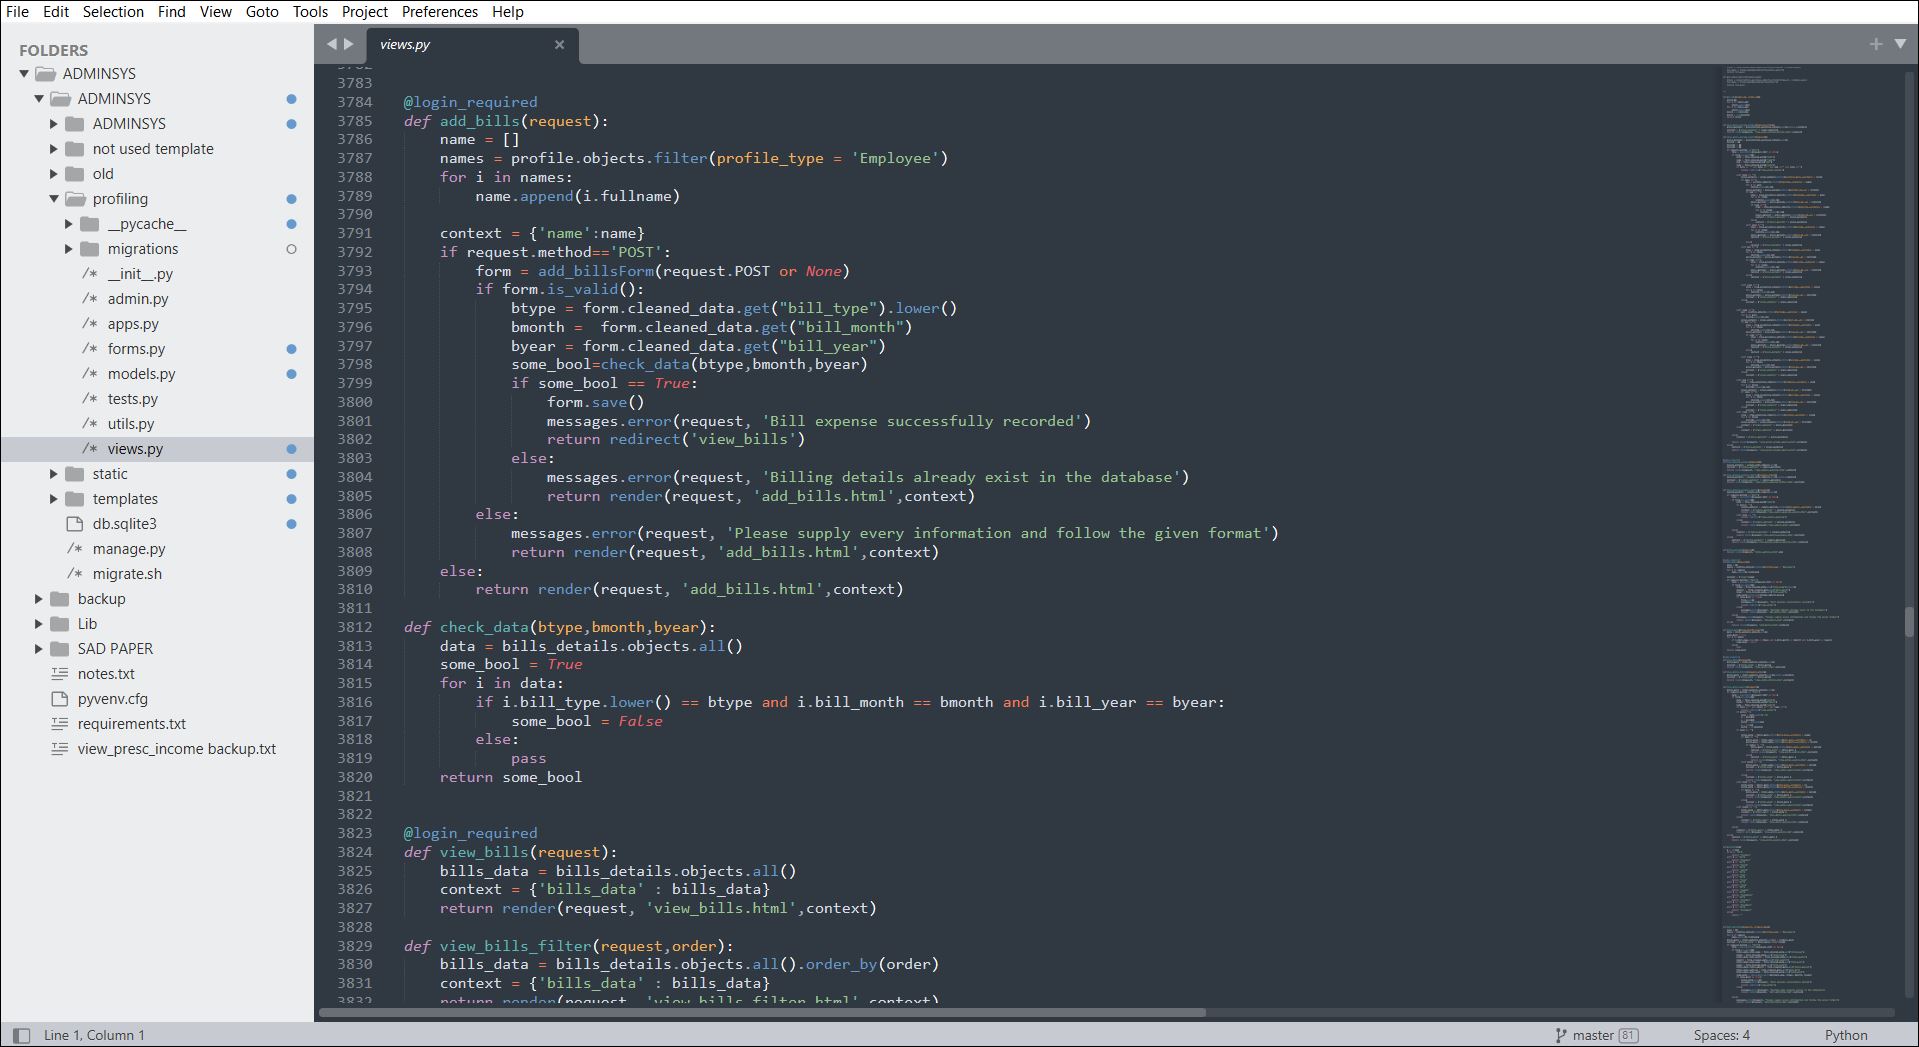 File Edit Selection Find View Goto Tools Project Preferences Help
FOLDERS
ADMINSYS
ADMINSYS
ADMINSYS
not used template
old
profiling
__pycache__
migrations
/* __init__.py
/* admin.py
/* apps.py
/* forms.py
/* models.py
/* tests.py
/* utils.py
/* views.py
static
templates
db.sqlite3
/* manage.py
/* migrate.sh
backup
Lib
SAD PAPER
notes.txt
pyvenv.cfg
requirements.txt
view_presc_income backup.txt
views.py
3782
3783
3784 @login_required
3785 def add_bills(request):
3786 name = []
3787 names = profile.objects.filter(profile_type = 'Employee')
3788 for i in names:
3789 name.append(i.fullname)
3790
3791 context = {'name':name}
3792 if request.method=='POST':
3793 form = add_billsForm(request.POST or None)
3794 if form.is_valid():
3795 btype = form.cleaned_data.get("bill_type").lower()
3796 bmonth =  form.cleaned_data.get("bill_month")
3797 byear = form.cleaned_data.get("bill_year")
3798 some_bool=check_data(btype,bmonth,byear)
3799 if some_bool == True:
3800 form.save()
3801 messages.error(request, 'Bill expense successfully recorded')
3802 return redirect('view_bills')
3803 else:
3804 messages.error(request, 'Billing details already exist in the database')
3805 return render(request, 'add_bills.html',context)
3806 else:
3807 messages.error(request, 'Please supply every information and follow the given format')
3808 return render(request, 'add_bills.html',context)
3809 else:
3810 return render(request, 'add_bills.html',context)
3811
3812 def check_data(btype,bmonth,byear):
3813 data = bills_details.objects.all()
3814 some_bool = True
3815 for i in data:
3816 if i.bill_type.lower() == btype and i.bill_month == bmonth and i.bill_year == byear:
3817 some_bool = False
3818 else:
3819 pass
3820 return some_bool
3821
3822
3823 @login_required
3824 def view_bills(request):
3825 bills_data = bills_details.objects.all()
3826 context = {'bills_data' : bills_data}
3827 return render(request, 'view_bills.html',context)
3828
3829 def view_bills_filter(request,order):
3830 bills_data = bills_details.objects.all().order_by(order)
3831 context = {'bills_data' : bills_data}
3832 return render(request, 'view_bills_filter.html',context)
Line 1, Column 1
master 81
Spaces: 4
Python